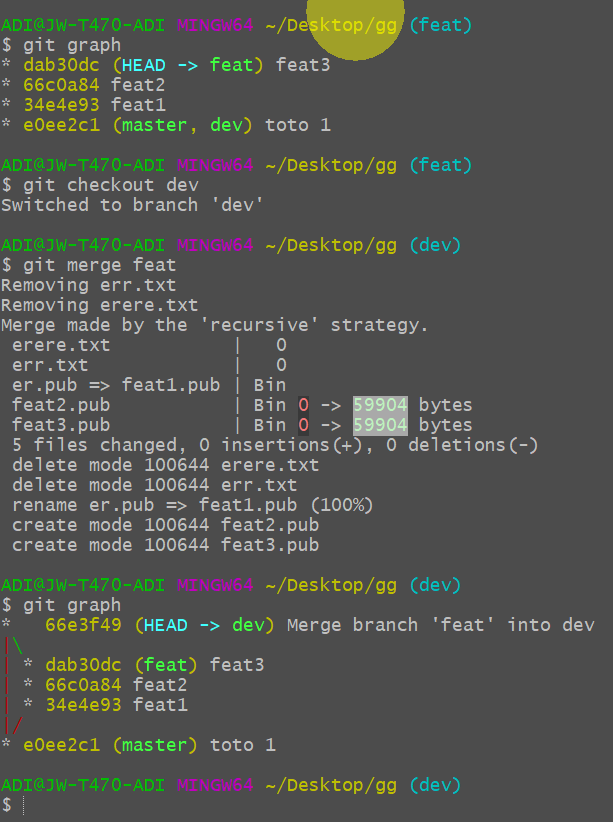 ADI@JW-T470-ADI MINGW64 ~/Desktop/gg (feat)
$ git graph
* dab30dc (HEAD -> feat) feat3
* 66c0a84 feat2
* 34e4e93 feat1
* e0ee2c1 (master, dev) toto 1
ADI@JW-T470-ADI MINGW64 ~/Desktop/gg (feat)
$ git checkout dev
Switched to branch 'dev'
ADI@JW-T470-ADI MINGW64 ~/Desktop/gg (dev)
$ git merge feat
Removing err.txt
Removing erere.txt
Merge made by the 'recursive' strategy.
 erere.txt           |   0
 err.txt             |   0
 er.pub => feat1.pub | Bin
 feat2.pub           | Bin 0 -> 59904 bytes
 feat3.pub           | Bin 0 -> 59904 bytes
 5 files changed, 0 insertions(+), 0 deletions(-)
 delete mode 100644 erere.txt
 delete mode 100644 err.txt
 rename er.pub => feat1.pub (100%)
 create mode 100644 feat2.pub
 create mode 100644 feat3.pub
ADI@JW-T470-ADI MINGW64 ~/Desktop/gg (dev)
$ git graph
*   66e3f49 (HEAD -> dev) Merge branch 'feat' into dev
|\
| * dab30dc (feat) feat3
| * 66c0a84 feat2
| * 34e4e93 feat1
|/
* e0ee2c1 (master) toto 1
ADI@JW-T470-ADI MINGW64 ~/Desktop/gg (dev)
$